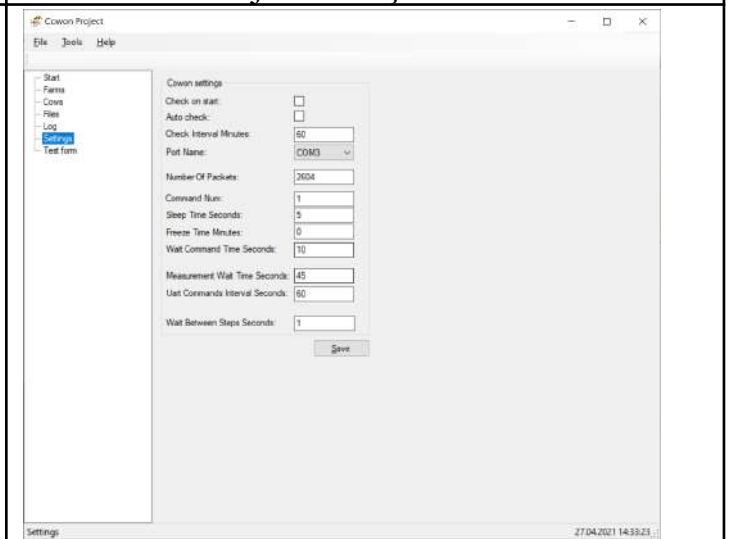 Cowon Project
File Tools Help
Start
Farms
Cows
Files
Log
Settings
Test form
Cowon settings
Check on start:
Auto check:
Check Interval Minutes: 60
Port Name: COM3
Number Of Packets: 2604
Command Num: 1
Sleep Time Seconds: 5
Freeze Time Minutes: 0
Wait Command Time Seconds: 10
Measurement Wait Time Seconds: 45
Uart Commands Interval Seconds: 60
Wait Between Steps Seconds: 1
Save
Settings 27.04.2021 14:33:23